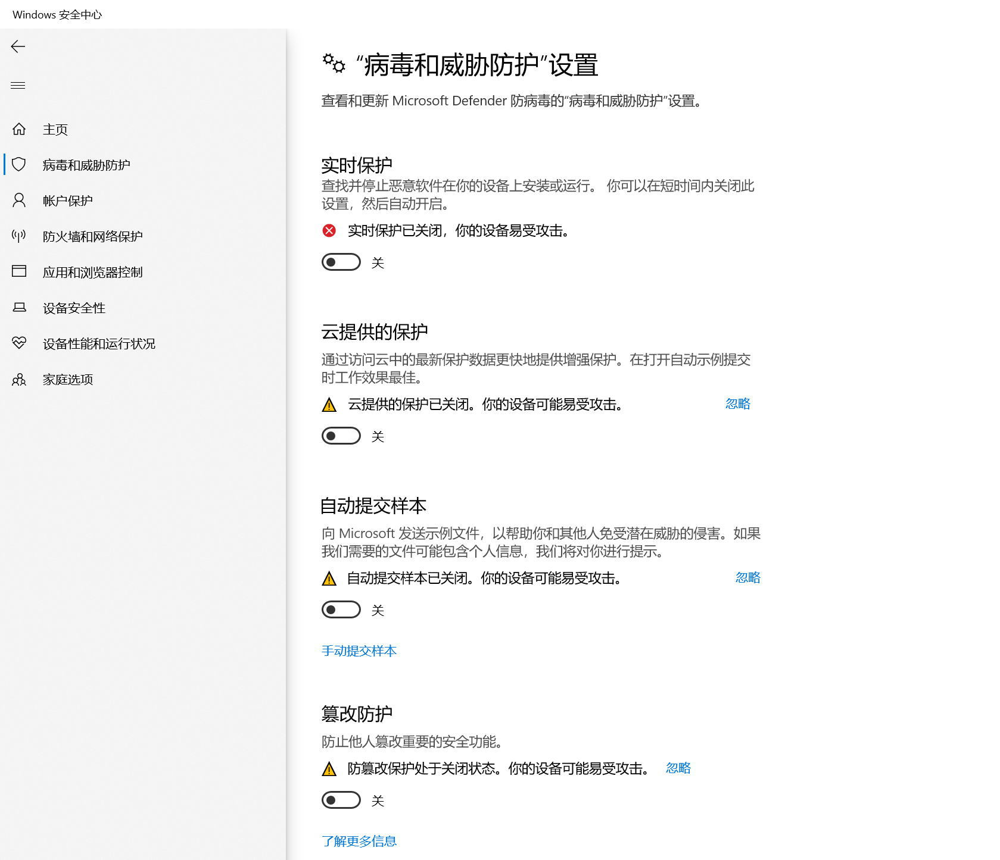 Windows 安全中心
主页
病毒和威胁防护
帐户保护
防火墙和网络保护
应用和浏览器控制
设备安全性
设备性能和运行状况
家庭选项
“病毒和威胁防护”设置
查看和更新 Microsoft Defender 防病毒的“病毒和威胁防护”设置。
实时保护
查找并停止恶意软件在你的设备上安装或运行。 你可以在短时间内关闭此
设置，然后自动开启。
实时保护已关闭，你的设备易受攻击。
关
云提供的保护
通过访问云中的最新保护数据更快地提供增强保护。在打开自动示例提交
时工作效果最佳。
云提供的保护已关闭。你的设备可能易受攻击。 忽略
关
自动提交样本
向 Microsoft 发送示例文件，以帮助你和其他人免受潜在威胁的侵害。如果
我们需要的文件可能包含个人信息，我们将对你进行提示。
自动提交样本已关闭。你的设备可能易受攻击。 忽略
关
手动提交样本
篡改防护
防止他人篡改重要的安全功能。
防篡改保护处于关闭状态。你的设备可能易受攻击。 忽略
关
了解更多信息